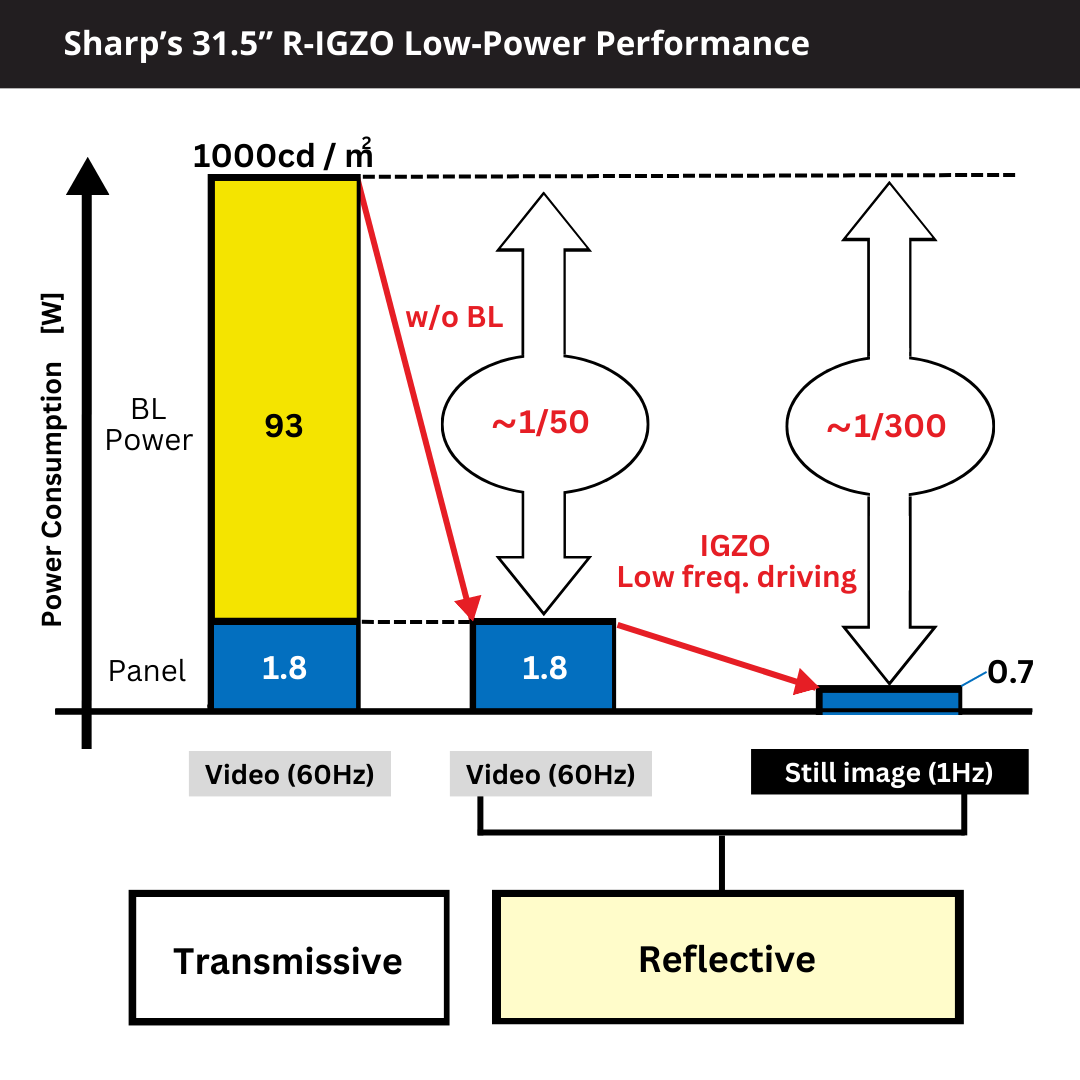 Sharp’s 31.5” R-IGZO Low-Power Performance
1000cd / m²
Power Consumption [W]
w/o BL
BL
Power
93
~1/50
~1/300
IGZO
Low freq. driving
Panel
1.8
1.8
0.7
Video (60Hz)
Video (60Hz)
Still image (1Hz)
Transmissive
Reflective